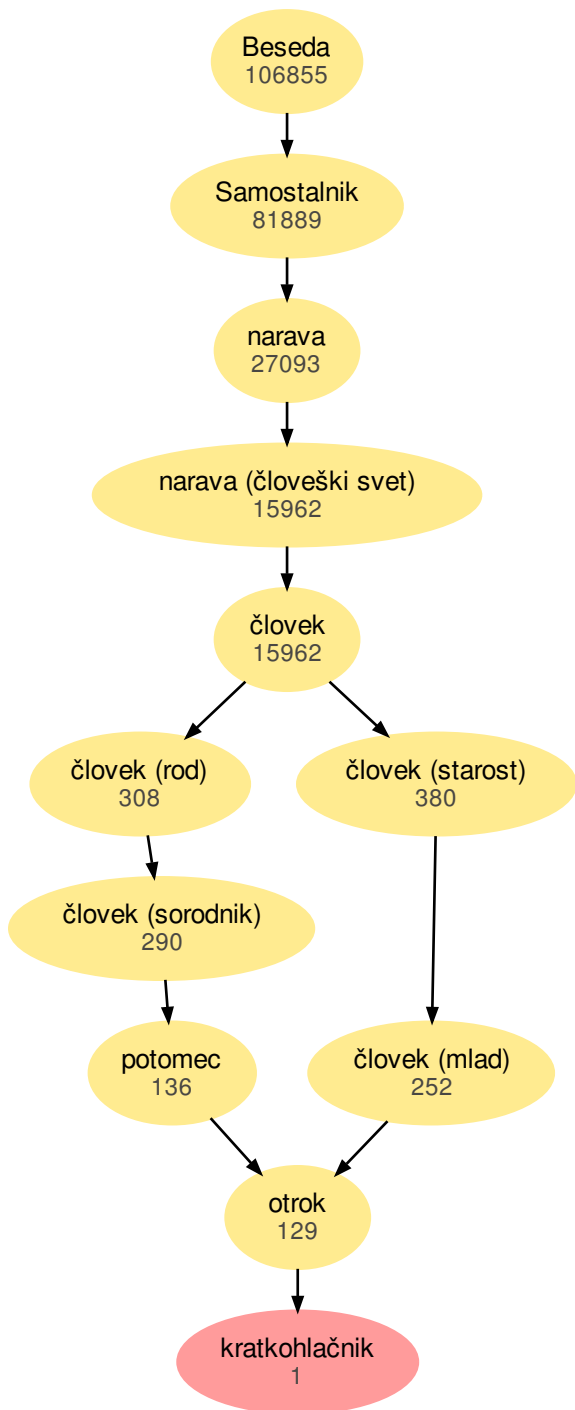 Beseda
106855
Samostalnik
81889
narava
27093
narava (človeški svet)
15962
človek
15962
človek (rod)
308
človek (starost)
380
človek (sorodnik)
290
potomec
136
človek (mlad)
252
otrok
129
kratkohlačnik
1